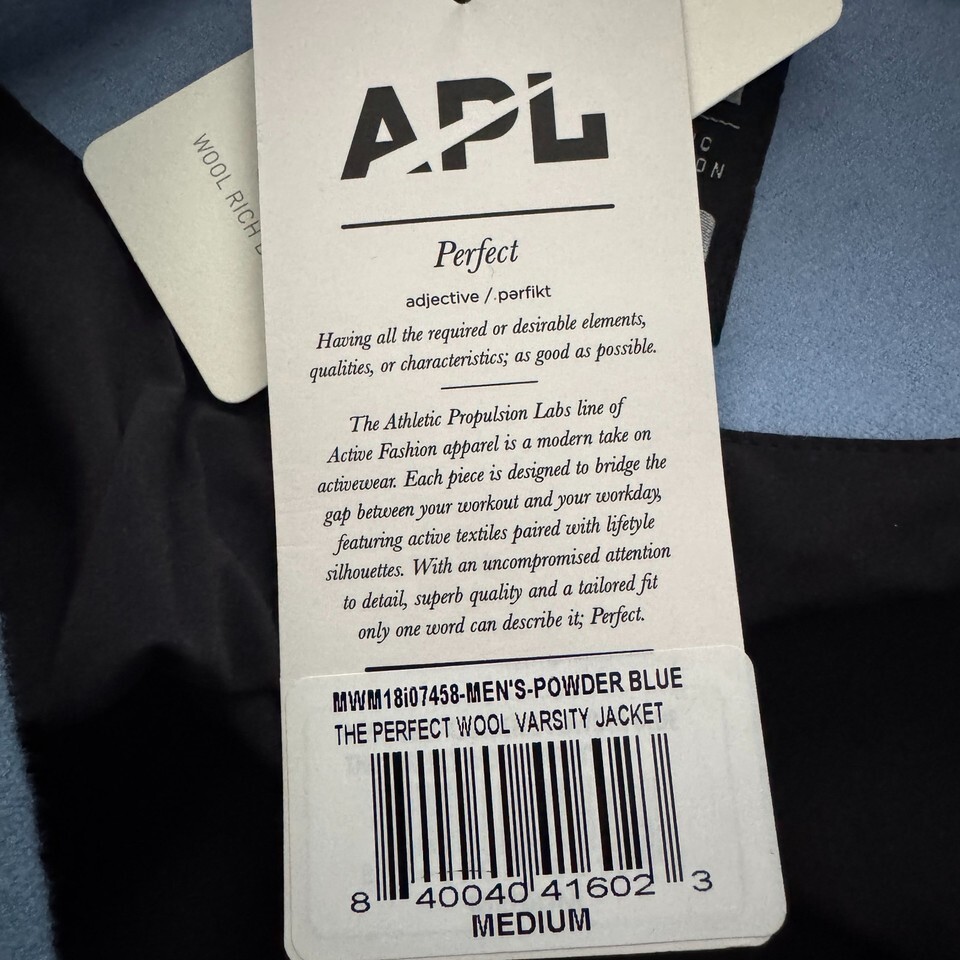 WOOL RICH
APL
Perfect
adjective / ˌpərfikt
Having all the required or desirable elements,
qualities, or characteristics; as good as possible.
The Athletic Propulsion Labs line of
Active Fashion apparel is a modern take on
activewear. Each piece is designed to bridge the
gap between your workout and your workday,
featuring active textiles paired with lifetyle
silhouettes. With an uncompromised attention
to detail, superb quality and a tailored fit
only one word can describe it; Perfect.
MWM18i07458-MEN'S-POWDER BLUE
THE PERFECT WOOL VARSITY JACKET
8 40040 41602 3
MEDIUM